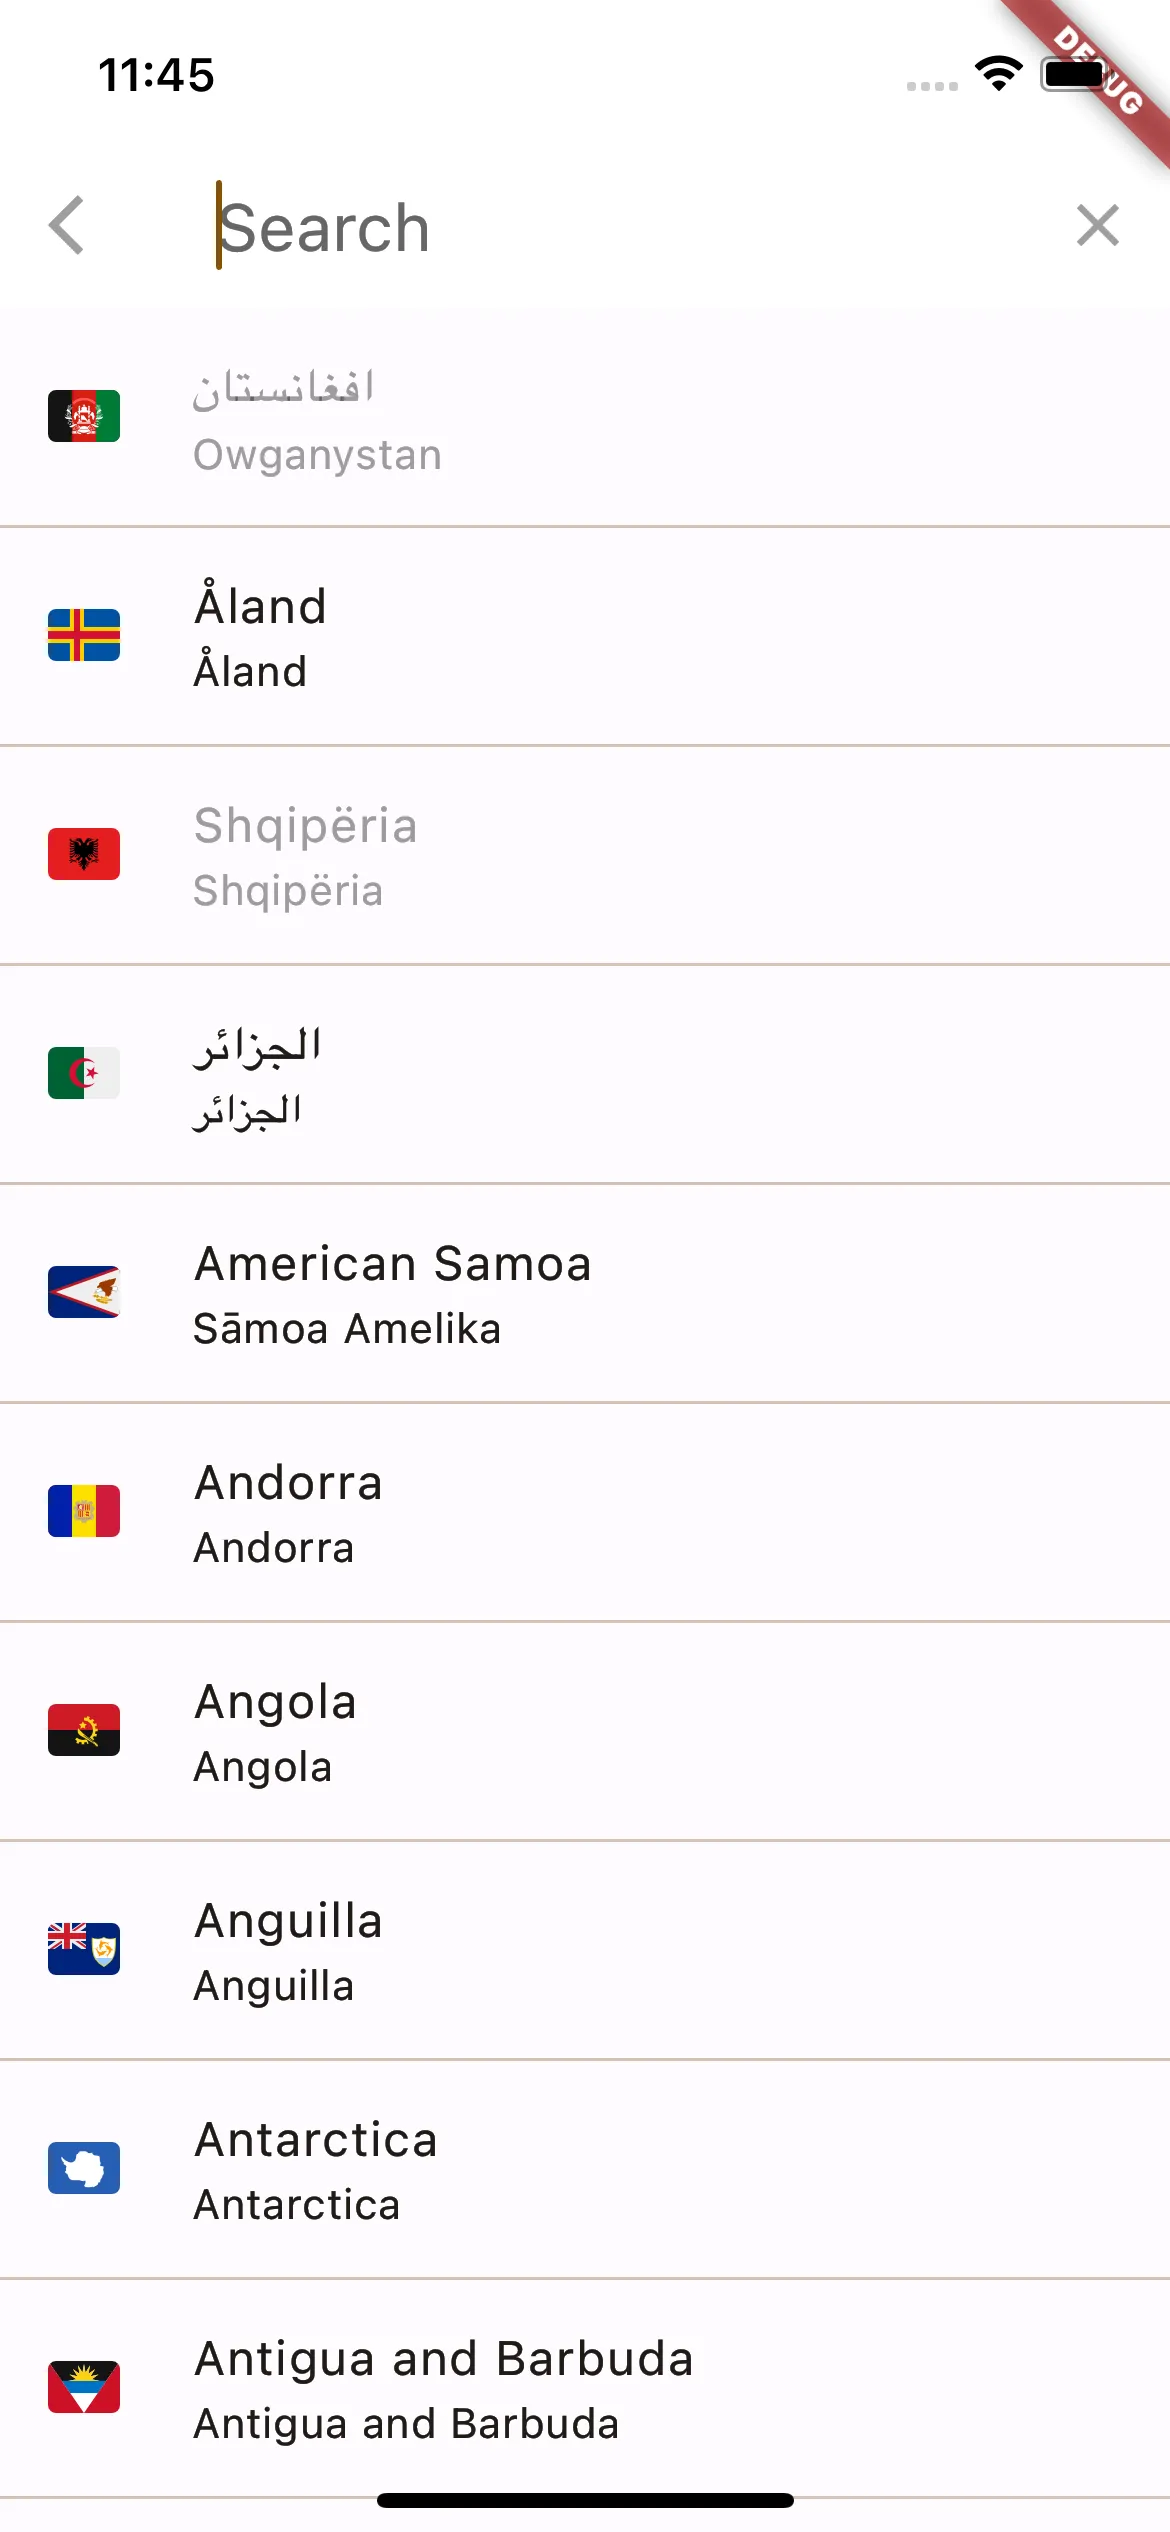 11:45
DEBUG
Search
افغانستان
Owganystan
Åland
Åland
Shqipëria
Shqipëria
الجزائر
الجزائر
American Samoa
Sāmoa Amelika
Andorra
Andorra
Angola
Angola
Anguilla
Anguilla
Antarctica
Antarctica
Antigua and Barbuda
Antigua and Barbuda